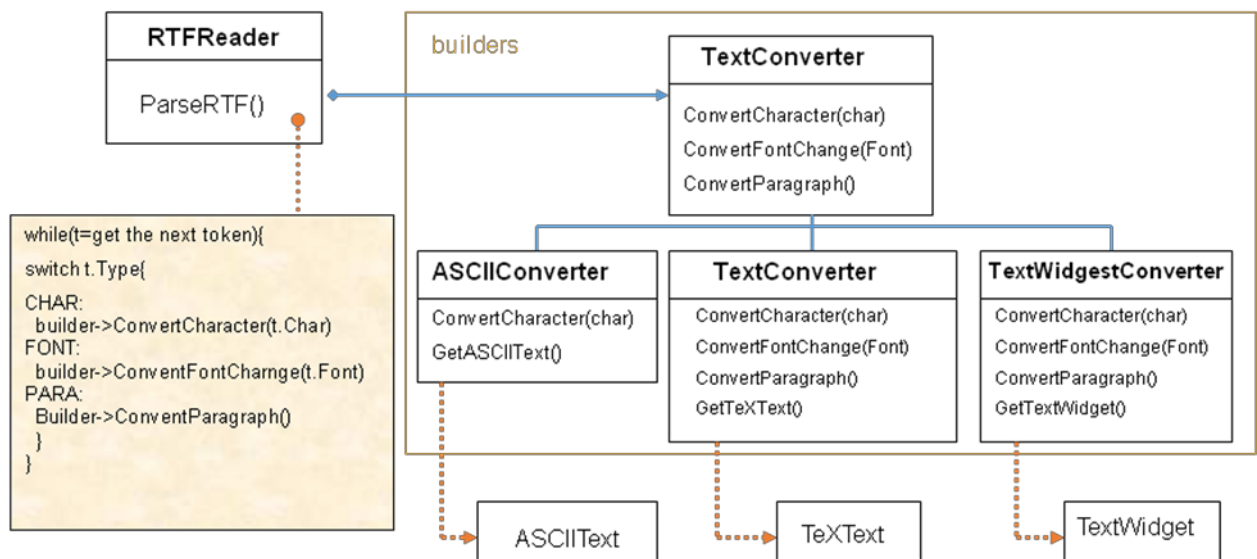 RTFReader
ParseRTF()
while(t=get the next token){
switch t.Type{
CHAR:
builder->ConvertCharacter(t.Char)
FONT:
builder->ConventFontCharnge(t.Font)
PARA:
Builder->ConventParagraph()
}
}
builders
TextConverter
ConvertCharacter(char)
ConvertFontChange(Font)
ConvertParagraph()
ASCIIConverter
ConvertCharacter(char)
GetASCIIText()
TextConverter
ConvertCharacter(char)
ConvertFontChange(Font)
ConvertParagraph()
GetTeXText()
TextWidgestConverter
ConvertCharacter(char)
ConvertFontChange(Font)
ConvertParagraph()
GetTextWidget()
ASCIIText
TeXText
TextWidget